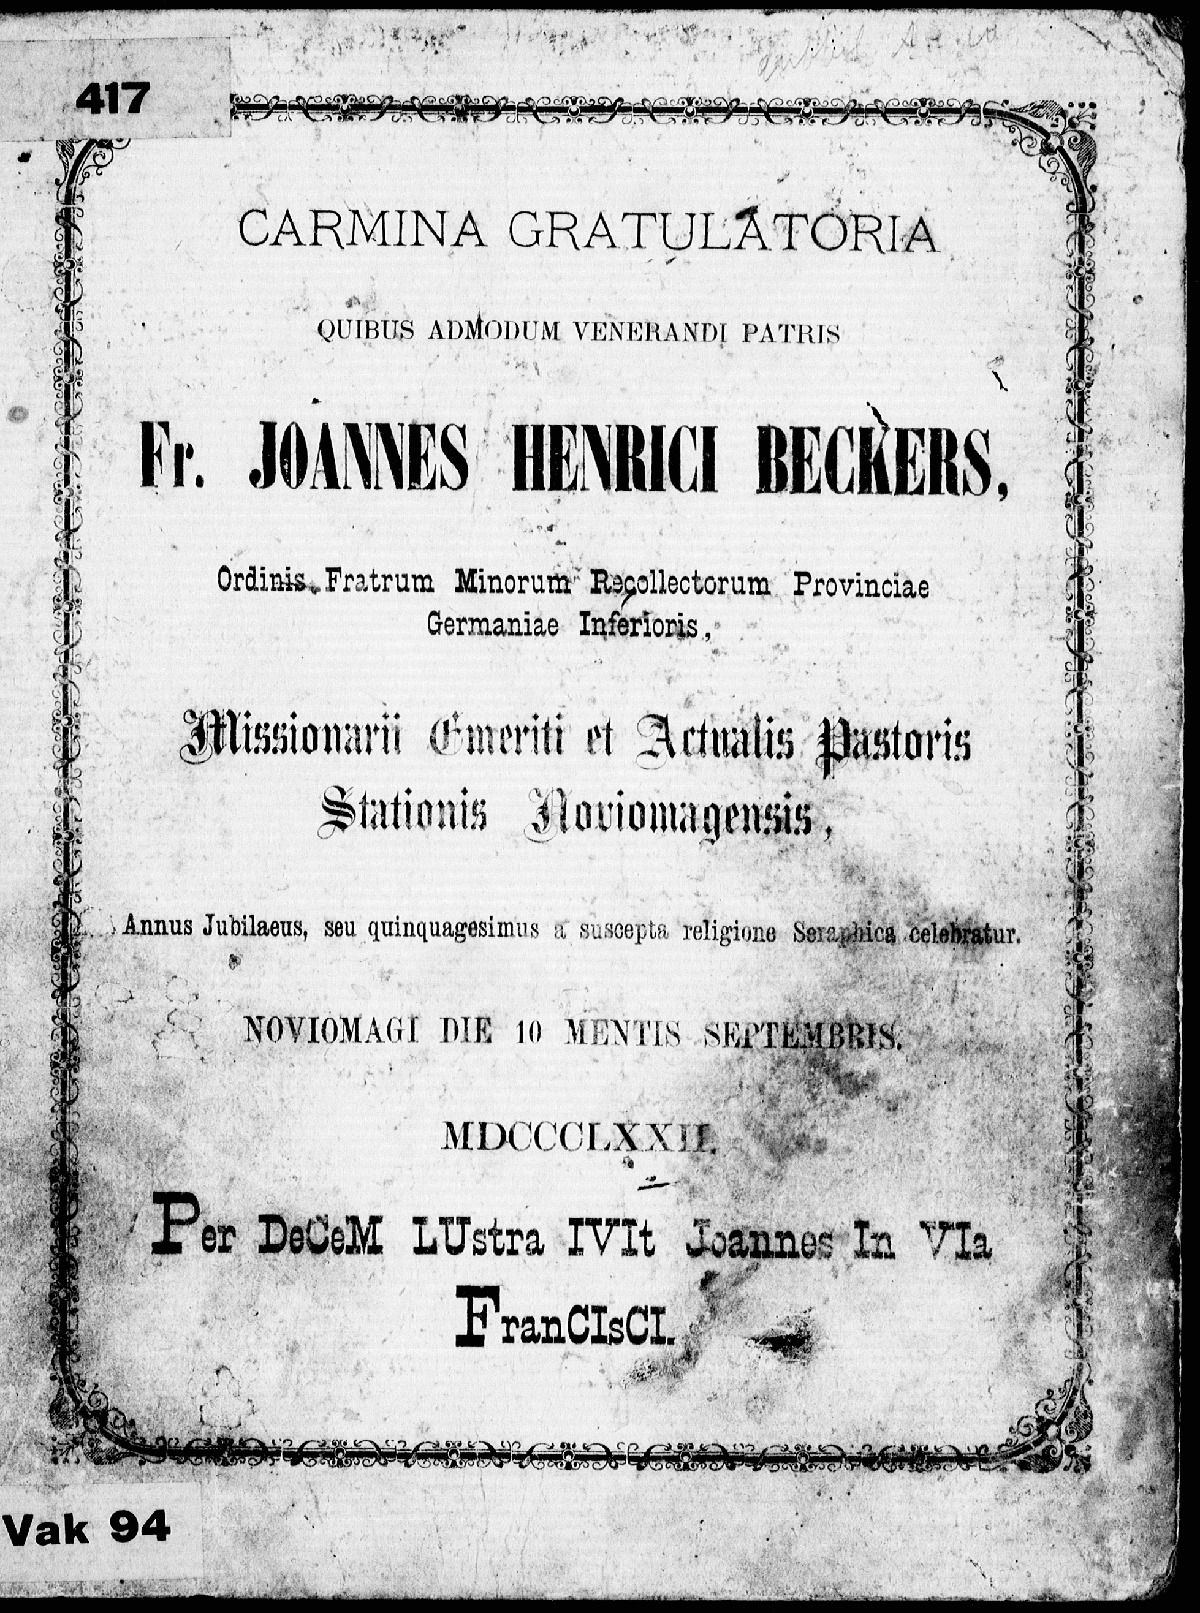 417
CARMINA GRATULATORIA
QUIBUS ADMODUM VENERANDI PATRIS
Fr. JOANNES HENRICI BECKERS,
Ordinis Fratrum Minorum Recollectorum Provinciae
Germaniae Inferioris,
Missionarii Emeriti et Actualis Pastoris
Stationis Noviomagensis,
Annus Jubilaeus, seu quinquagesimus a suscepta religione Seraphica celebratur.
NOVIOMAGI DIE 10 MENTIS SEPTEMBRIS.
MDCCCLXXII.
Per DeCeM LUstra IVIt Joannes In VIa
FranCIsCI.
Vak 94